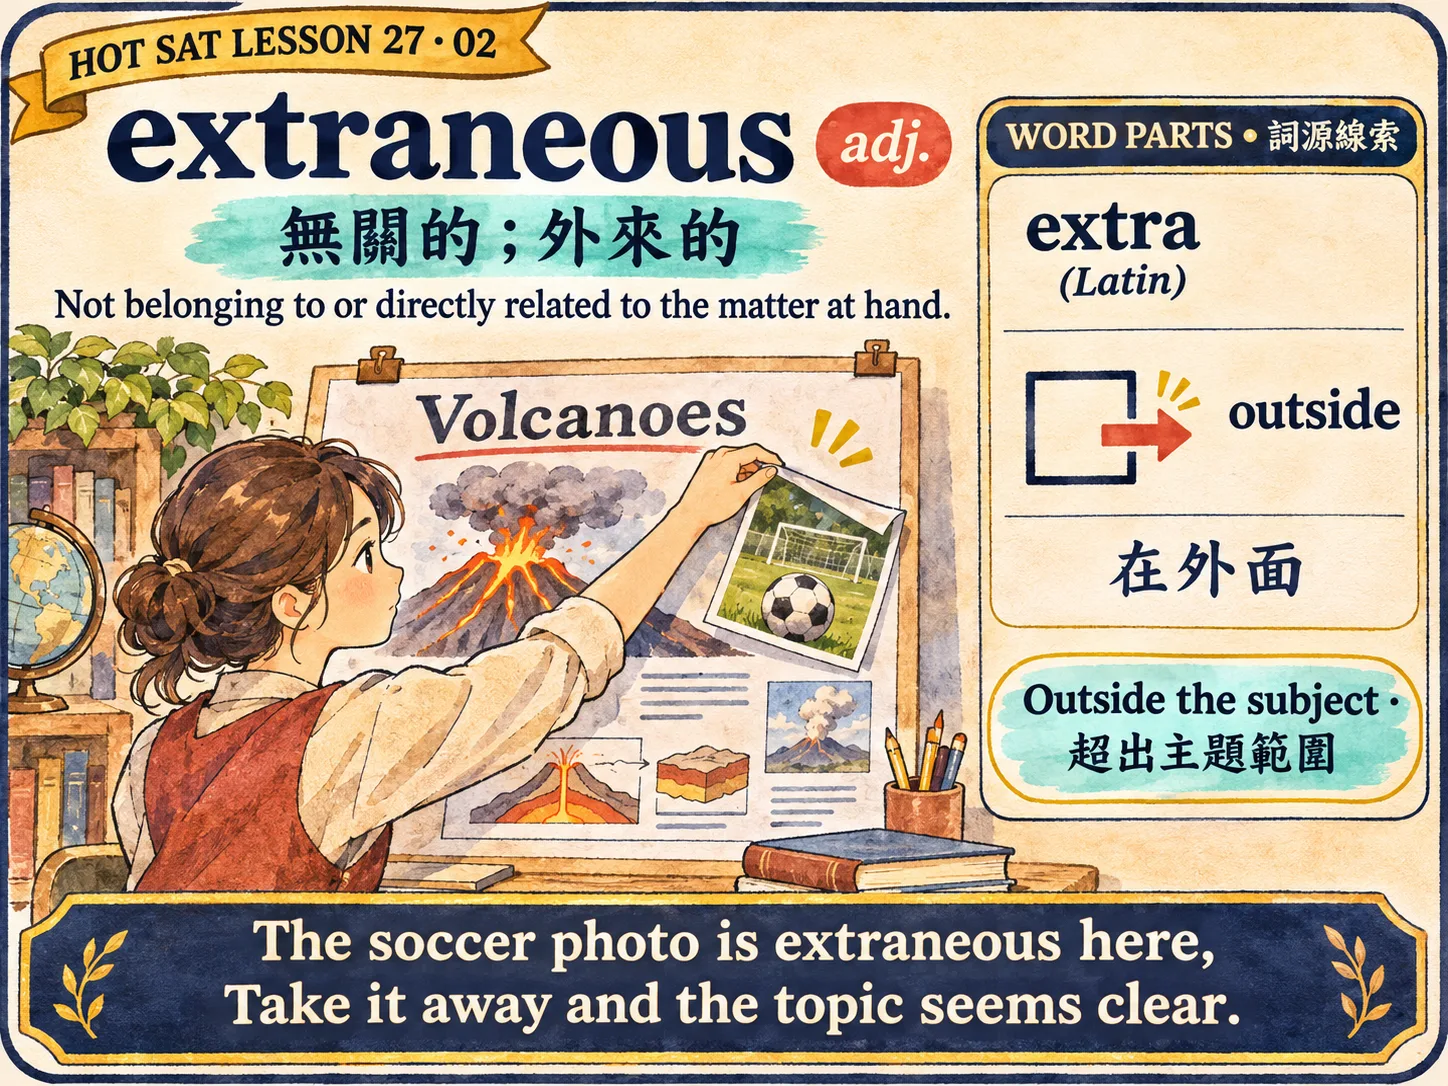 HOT SAT LESSON 27 · 02
extraneous adj.
無關的；外來的
Not belonging to or directly related to the matter at hand.
Volcanoes
WORD PARTS • 詞源線索
extra
(Latin)
outside
在外面
Outside the subject ·
超出主題範圍
The soccer photo is extraneous here,
Take it away and the topic seems clear.